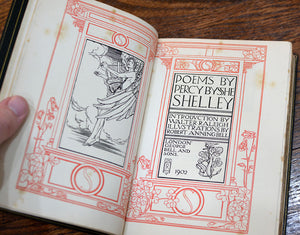 POEMS BY
PERCY BYSSHE
SHELLEY
INTRODUCTION BY
WALTER RALEIGH
ILLUSTRATIONS BY
ROBERT ANNING BELL
LONDON
GEORGE
BELL AND
SONS
1902